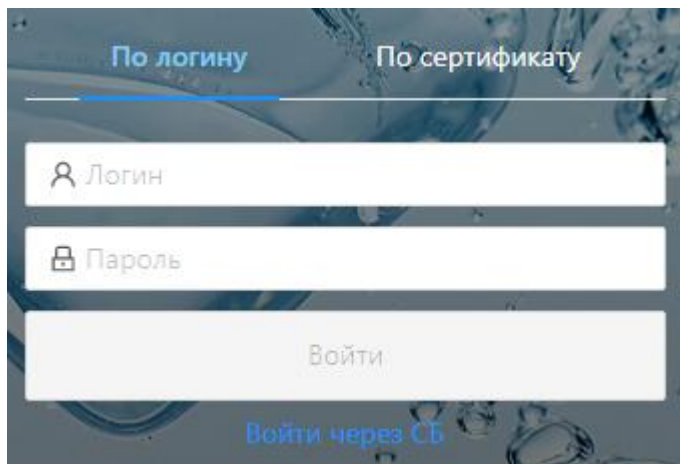 По логину По сертификату
Логин
Пароль
Войти
Войти через СБ